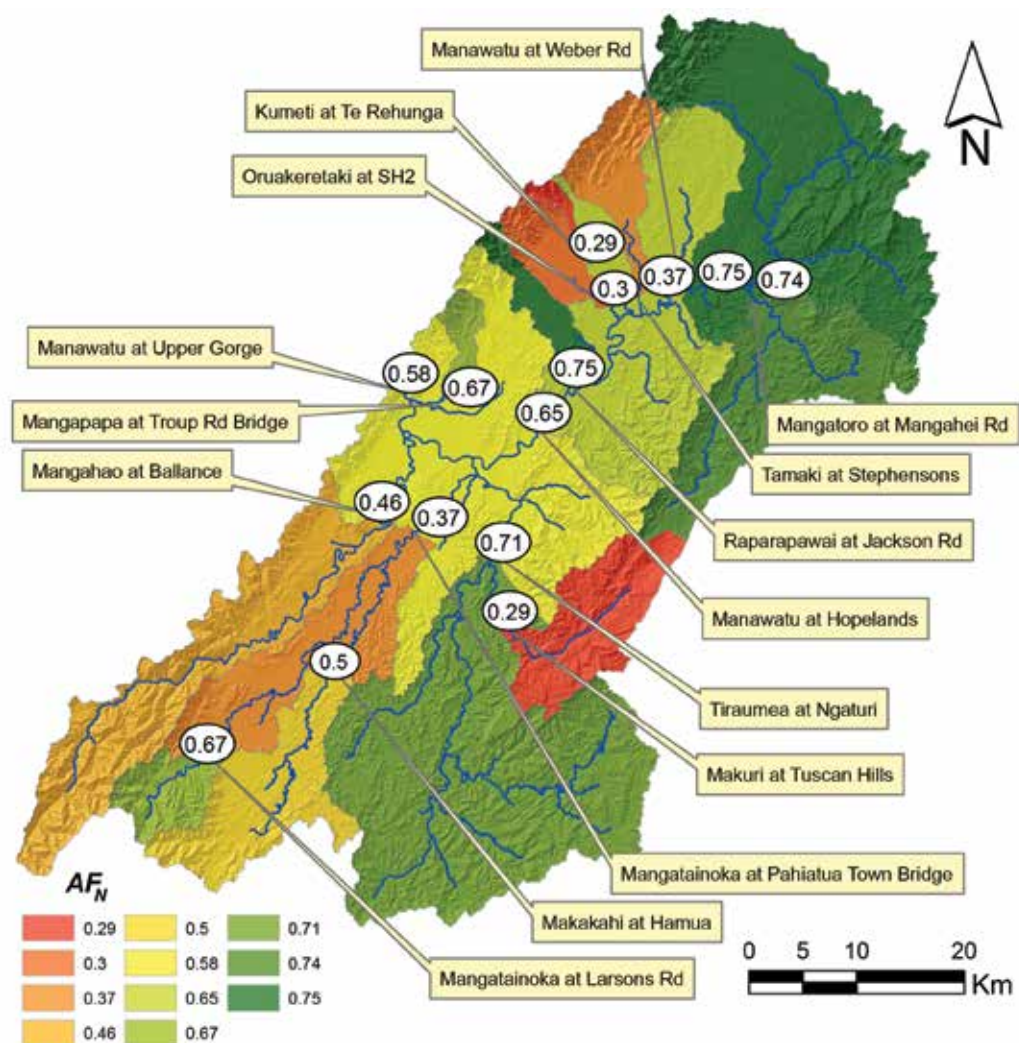 Manawatu at Weber Rd
Kumeti at Te Rehunga
Oruakeretaki at SH2
N
0.29
0.3
0.37
0.75
0.74
Manawatu at Upper Gorge
0.58
0.67
0.75
0.65
Mangapapa at Troup Rd Bridge
Mangatoro at Mangahei Rd
Mangahao at Ballance
Tamaki at Stephensons
0.46
0.37
0.71
Raparapawai at Jackson Rd
0.29
Manawatu at Hopelands
0.5
Tiraumea at Ngaturi
0.67
Makuri at Tuscan Hills
Mangatainoka at Pahiatua Town Bridge
Makakahi at Hamua
Mangatainoka at Larsons Rd
AFN
0.29
0.3
0.37
0.46
0.5
0.58
0.65
0.67
0.71
0.74
0.75
0 5 10 20
Km